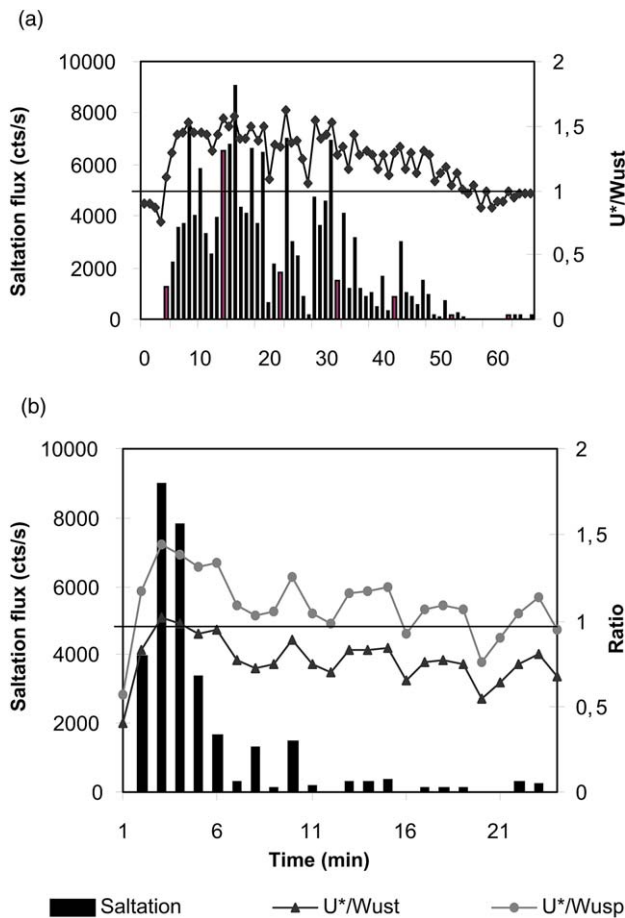 (a)
Saltation flux (cts/s)
10000
8000
6000
4000
2000
0
2
1,5
1
0,5
0
U*/Wust
0 10 20 30 40 50 60
(b)
Saltation flux (cts/s)
10000
8000
6000
4000
2000
0
2
1,5
1
0,5
0
Ratio
1 6 11 16 21
Time (min)
Saltation U*/Wust U*/Wusp